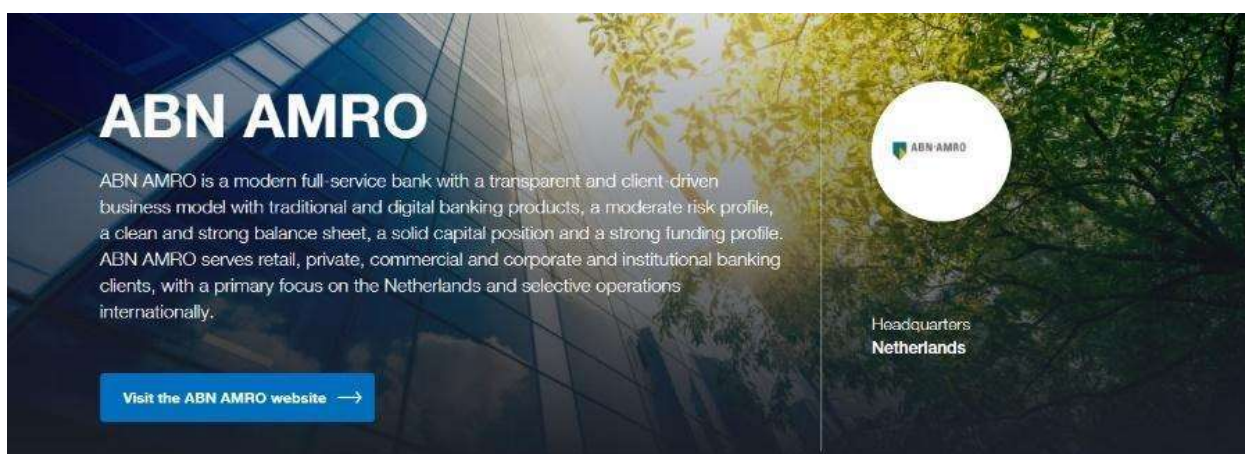 ABN AMRO
ABN AMRO is a modern full-service bank with a transparent and client-driven
business model with traditional and digital banking products, a moderate risk profile,
a clean and strong balance sheet, a solid capital position and a strong funding profile.
ABN AMRO serves retail, private, commercial and corporate and institutional banking
clients, with a primary focus on the Netherlands and selective operations
internationally.
Visit the ABN AMRO website →
ABN·AMRO
Headquarters
Netherlands